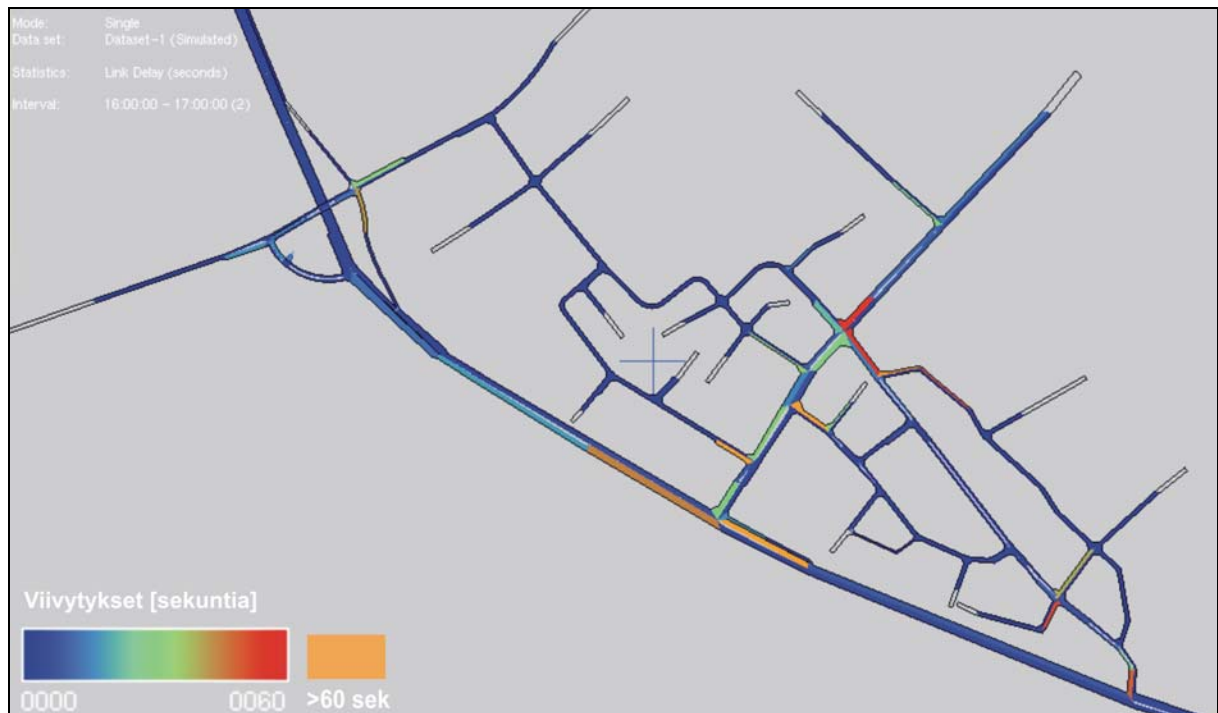 Mode: Single
Data set: Dataset-1 (Simulated)
Statistics: Link Delay (seconds)
Interval: 16:00:00 - 17:00:00 (2)
Viivytykset [sekuntia]
0000 0060 >60 sek